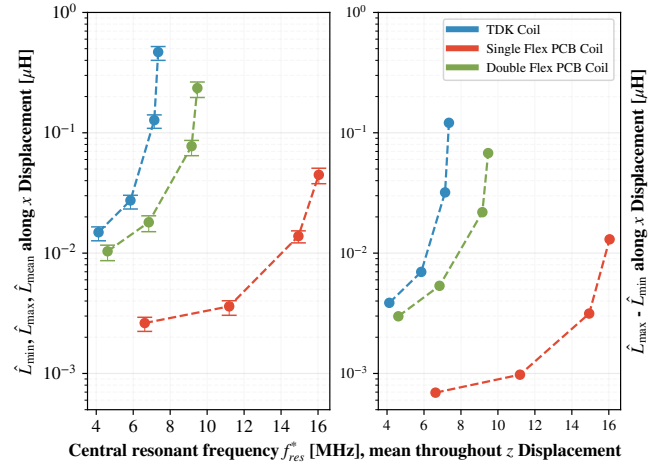 10⁰
10⁻¹
10⁻²
10⁻³
L̂min, L̂max, L̂mean along x Displacement [μH]
4 6 8 10 12 14 16
TDK Coil
Single Flex PCB Coil
Double Flex PCB Coil
10⁰
10⁻¹
10⁻²
10⁻³
L̂max - L̂min along x Displacement [μH]
4 6 8 10 12 14 16
Central resonant frequency f*res [MHz], mean throughout z Displacement